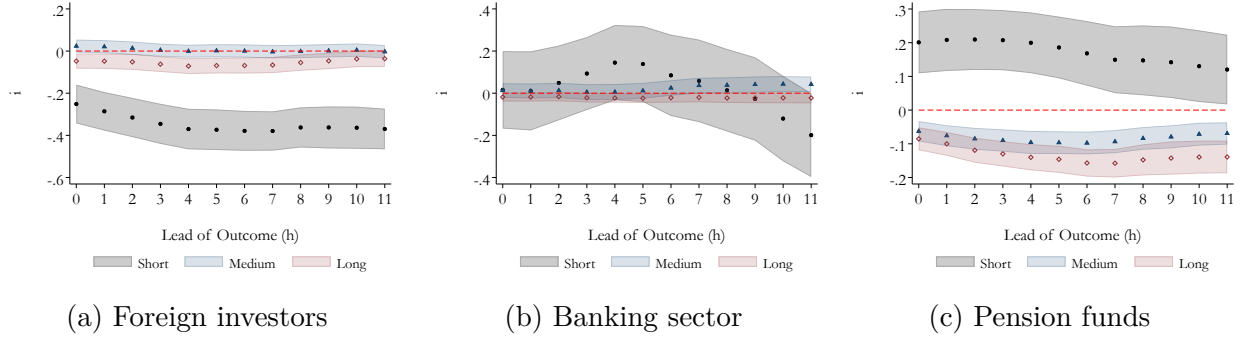 .2
0
-.2
-.4
-.6
i
0 1 2 3 4 5 6 7 8 9 10 11
Lead of Outcome (h)
Short Medium Long
(a) Foreign investors
.4
.2
0
-.2
-.4
i
0 1 2 3 4 5 6 7 8 9 10 11
Lead of Outcome (h)
Short Medium Long
(b) Banking sector
.3
.2
.1
0
-.1
-.2
i
0 1 2 3 4 5 6 7 8 9 10 11
Lead of Outcome (h)
Short Medium Long
(c) Pension funds